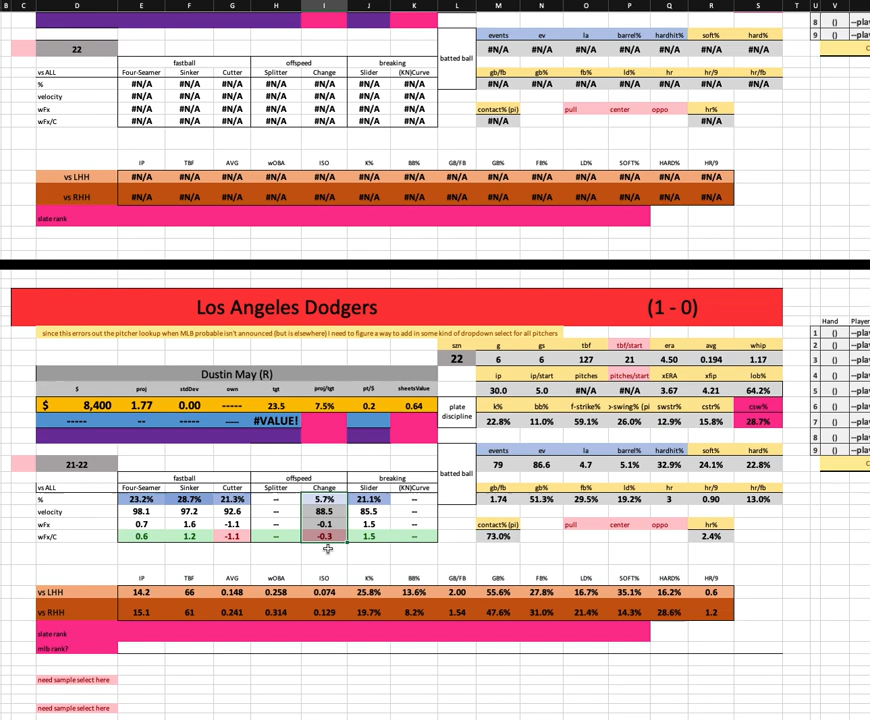 B C D E F G H I J K L M N O P Q R S T U V W
8 () --play
9 () --play
events ev la barrel% hardhit% soft% hard%
22 #N/A #N/A #N/A #N/A #N/A #N/A #N/A
fastball offspeed breaking batted ball
vs ALL Four-Seamer Sinker Cutter Splitter Change Slider (KN)Curve gb/fb gb% fb% ld% hr hr/9 hr/fb
% #N/A #N/A #N/A #N/A #N/A #N/A #N/A #N/A #N/A #N/A #N/A #N/A #N/A #N/A
velocity #N/A #N/A #N/A #N/A #N/A #N/A #N/A
wFx #N/A #N/A #N/A #N/A #N/A #N/A #N/A contact% (pi) pull center oppo hr%
wFx/C #N/A #N/A #N/A #N/A #N/A #N/A #N/A #N/A #N/A
IP TBF AVG wOBA ISO K% BB% GB/FB GB% FB% LD% SOFT% HARD% HR/9
vs LHH #N/A #N/A #N/A #N/A #N/A #N/A #N/A #N/A #N/A #N/A #N/A #N/A #N/A #N/A
vs RHH #N/A #N/A #N/A #N/A #N/A #N/A #N/A #N/A #N/A #N/A #N/A #N/A #N/A #N/A
slate rank
Los Angeles Dodgers (1 - 0)
Hand Player
since this errors out the pitcher lookup when MLB probable isn't announced (but is elsewhere) I need to figure a way to add in some kind of dropdown select for all pitchers
1 () --play
szn g gs tbf tbf/start era avg whip 2 () --play
22 6 6 127 21 4.50 0.194 1.17 3 () --play
Dustin May (R) ip ip/start pitches pitches/start xERA xfip lob% 4 () --play
$ proj stdDev own tgt proj/tgt pt/$ sheetsValue 30.0 5.0 #N/A #N/A 3.67 4.21 64.2% 5 () --play
$ 8,400 1.77 0.00 ----- 23.5 7.5% 0.2 0.64 plate discipline k% bb% f-strike% >-swing% (pi swstr% cstr% csw% 6 () --play
----- -- ----- ---- #VALUE! 22.8% 11.0% 59.1% 26.0% 12.9% 15.8% 28.7% 7 () --play
8 () --play
events ev la barrel% hardhit% soft% hard% 9 () --play
21-22 79 86.6 4.7 5.1% 32.9% 24.1% 22.8%
fastball offspeed breaking batted ball
vs ALL Four-Seamer Sinker Cutter Splitter Change Slider (KN)Curve gb/fb gb% fb% ld% hr hr/9 hr/fb
% 23.2% 28.7% 21.3% -- 5.7% 21.1% -- 1.74 51.3% 29.5% 19.2% 3 0.90 13.0%
velocity 98.1 97.2 92.6 -- 88.5 85.5 --
wFx 0.7 1.6 -1.1 -- -0.1 1.5 -- contact% (pi) pull center oppo hr%
wFx/C 0.6 1.2 -1.1 -- -0.3 1.5 -- 73.0% 2.4%
IP TBF AVG wOBA ISO K% BB% GB/FB GB% FB% LD% SOFT% HARD% HR/9
vs LHH 14.2 66 0.148 0.258 0.074 25.8% 13.6% 2.00 55.6% 27.8% 16.7% 35.1% 16.2% 0.6
vs RHH 15.1 61 0.241 0.314 0.129 19.7% 8.2% 1.54 47.6% 31.0% 21.4% 14.3% 28.6% 1.2
slate rank
mlb rank?
need sample select here
need sample select here